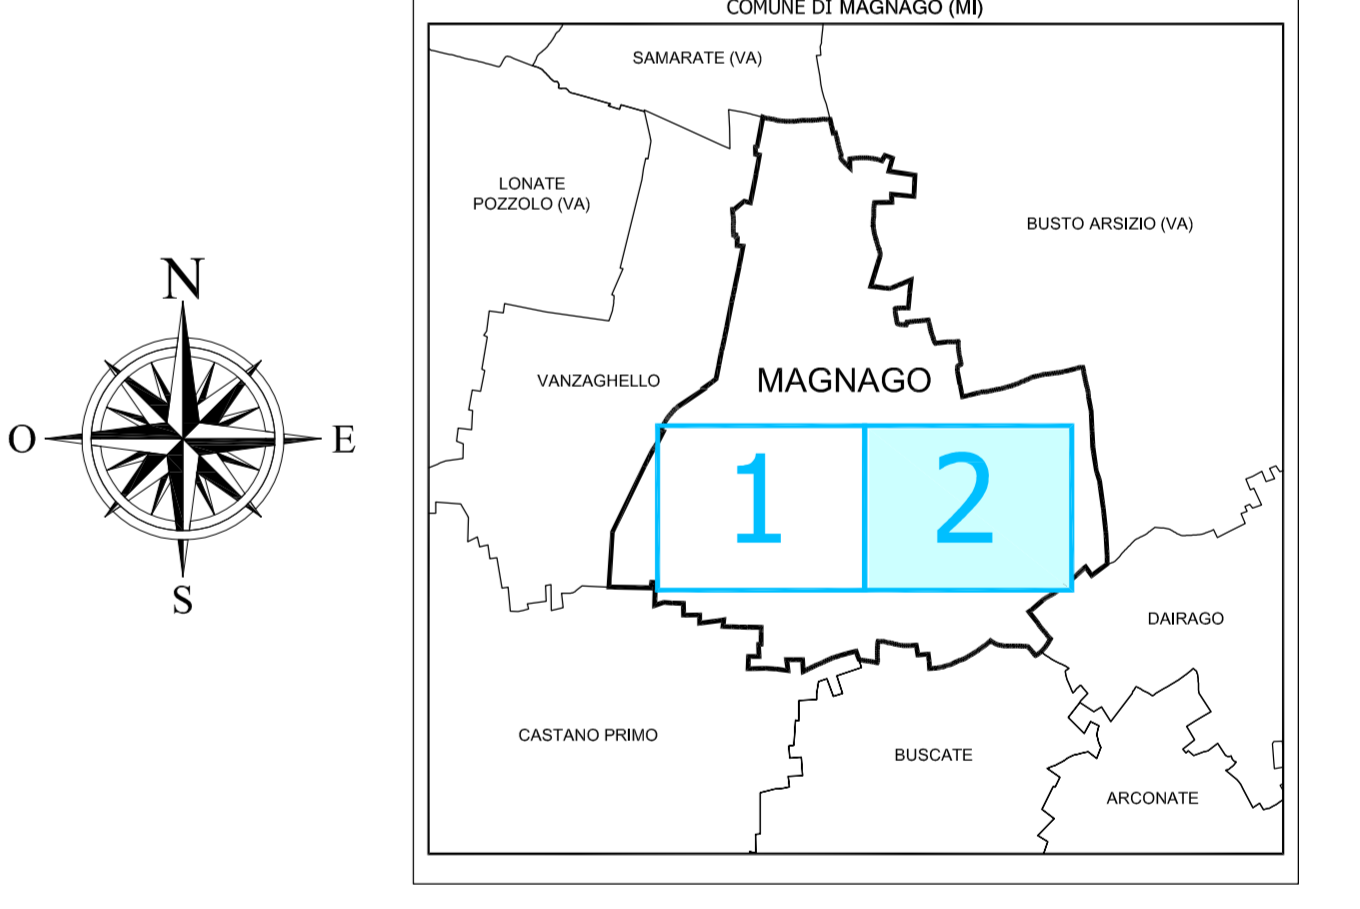 COMUNE DI MAGNAGO (MI)
SAMARATE (VA)
LONATE
POZZOLO (VA)
BUSTO ARSIZIO (VA)
N
VANZAGHELLO
MAGNAGO
O
E
1
2
S
DAIRAGO
CASTANO PRIMO
BUSCATE
ARCONATE